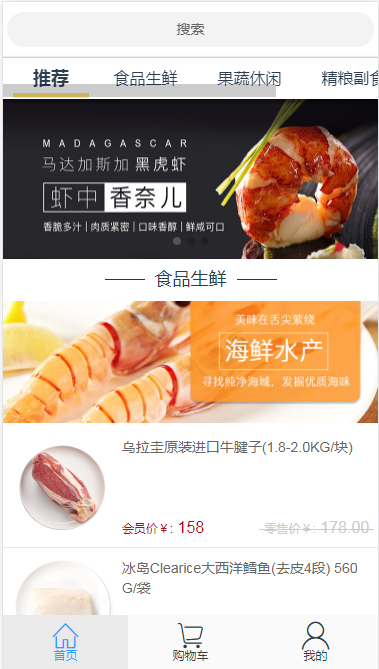 搜索
推荐 食品生鲜 果蔬休闲 精粮副食
MADAGASCAR
马达加斯加 黑虎虾
虾中 香奈儿
香脆多汁 | 肉质紧密 | 口味香醇 | 鲜咸可口
食品生鲜
美味在舌尖萦绕
海鲜水产
寻找纯净海域，发掘优质海味
乌拉圭原装进口牛腱子(1.8-2.0KG/块)
会员价￥: 158 零售价￥: 178.00
冰岛Clearice大西洋鳕鱼(去皮4段) 560
G/袋
首页 购物车 我的